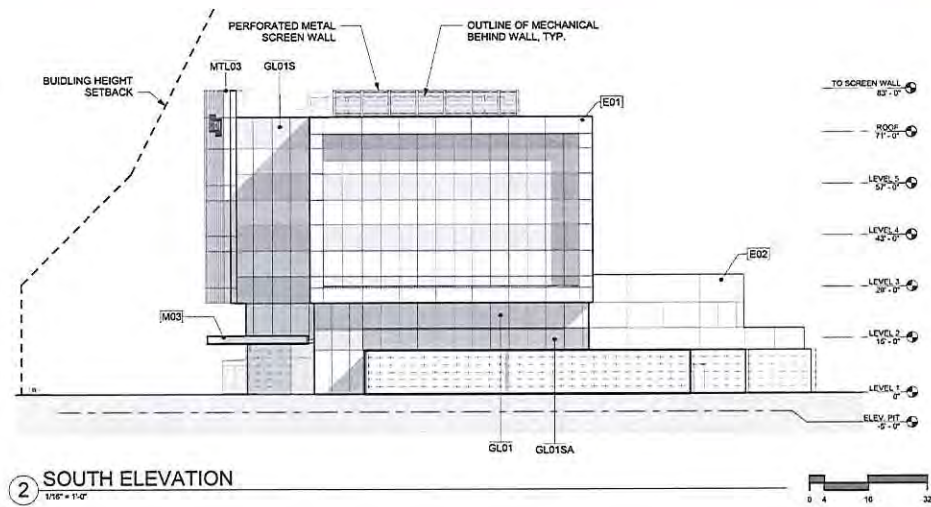 PERFORATED METAL
SCREEN WALL
OUTLINE OF MECHANICAL
BEHIND WALL, TYP.
MTL03
GL01S
BUIDLING HEIGHT
SETBACK
E01
TO SCREEN WALL
83' - 0"
ROOF
71' - 0"
LEVEL 5
57' - 0"
LEVEL 4
43' - 0"
E02
LEVEL 3
29' - 0"
M03
LEVEL 2
16' - 0"
LEVEL 1
0"
ELEV. PIT
-5' - 0"
GL01
GL01SA
2
SOUTH ELEVATION
1/16" = 1'-0"
0 4 16 32